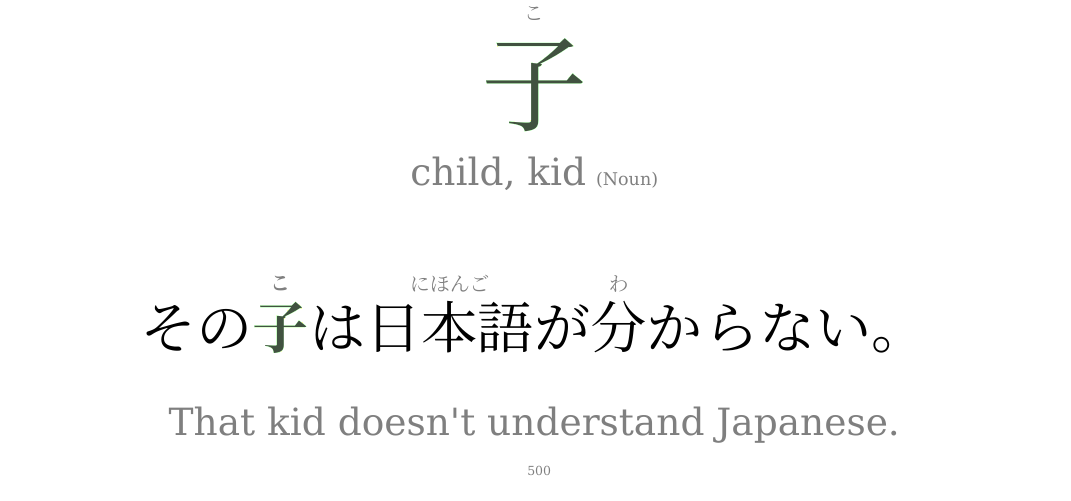 こ
子
child, kid (Noun)
こ にほんご わ
その子は日本語が分からない。
That kid doesn't understand Japanese.
500